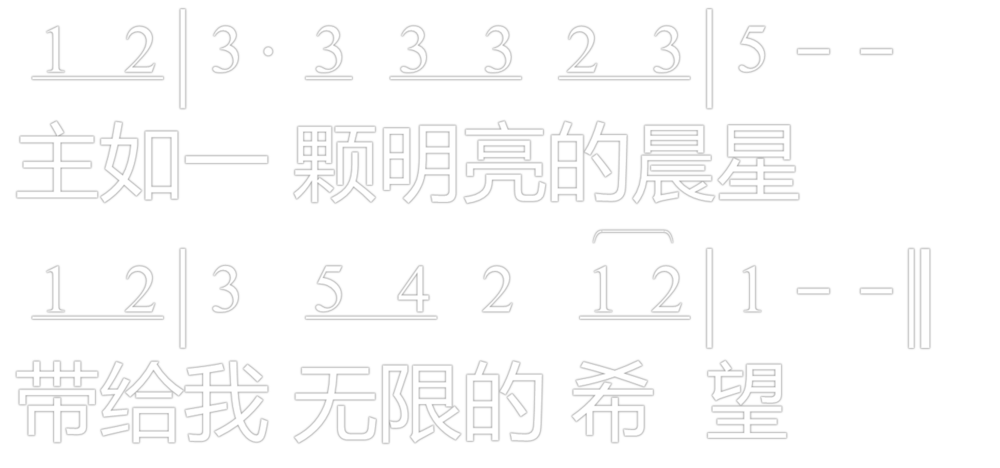 1 2 | 3 · 3 3 3 2 3 | 5 – –
主如一 颗明亮的晨星
1 2 | 3 5 4 2 1 2 | 1 – – ‖
带给我 无限的 希 望